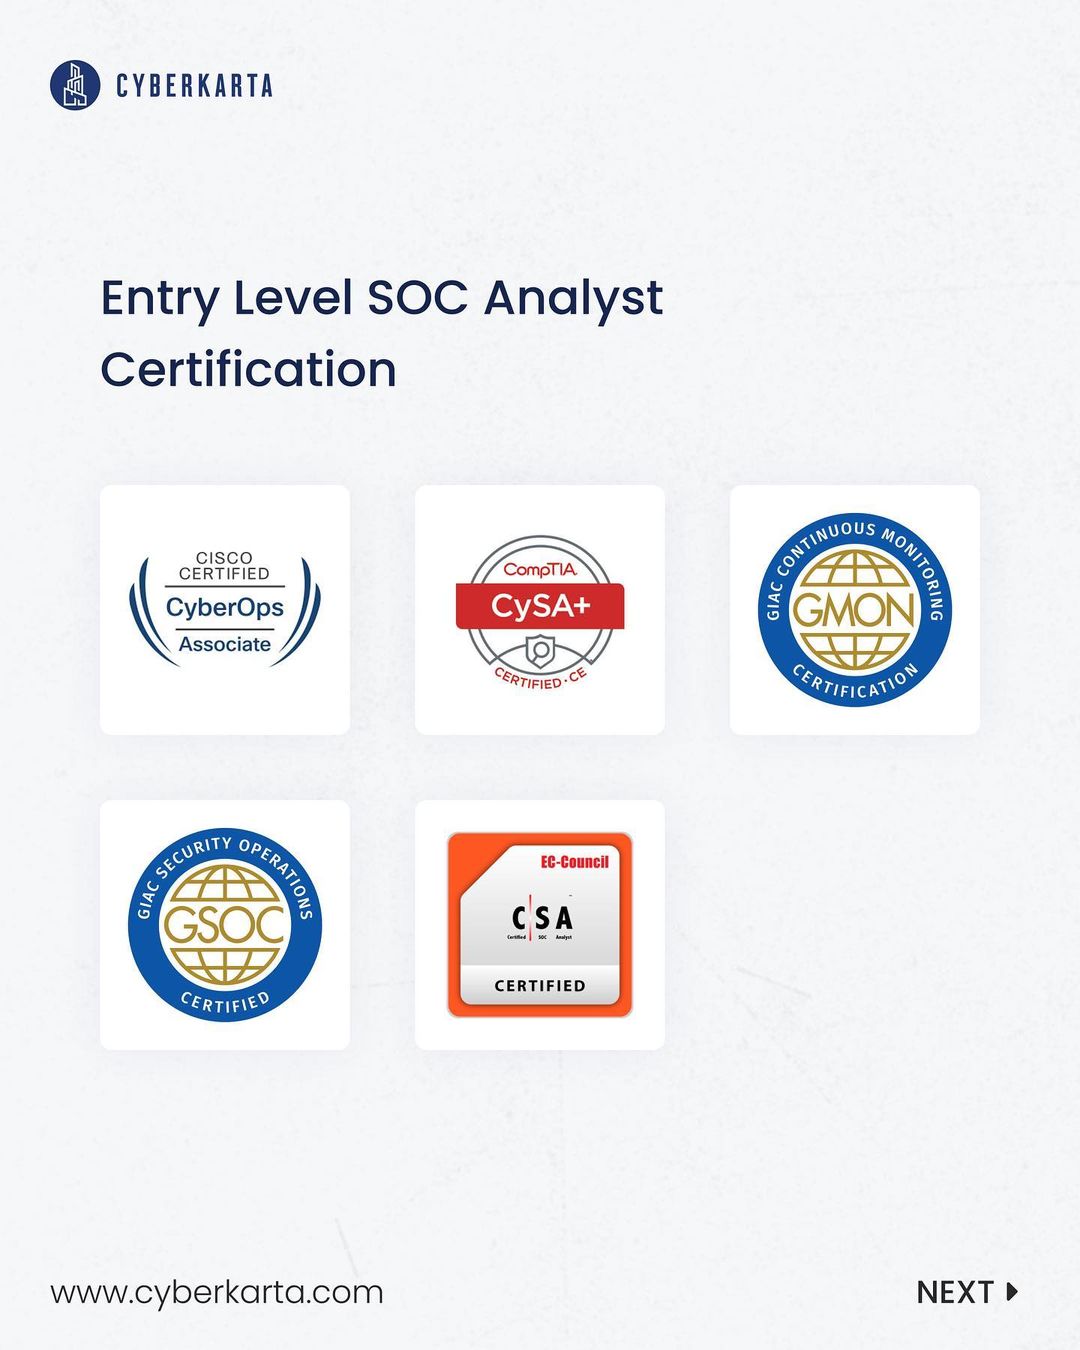 CYBERKARTA
Entry Level SOC Analyst
Certification
CISCO
CERTIFIED
CyberOps
Associate
CompTIA
CySA+
CERTIFIED · CE
GIAC CONTINUOUS MONITORING
GMON
CERTIFICATION
GIAC SECURITY OPERATIONS
GSOC
CERTIFIED
EC-Council
C|SA
Certified SOC Analyst
CERTIFIED
www.cyberkarta.com
NEXT